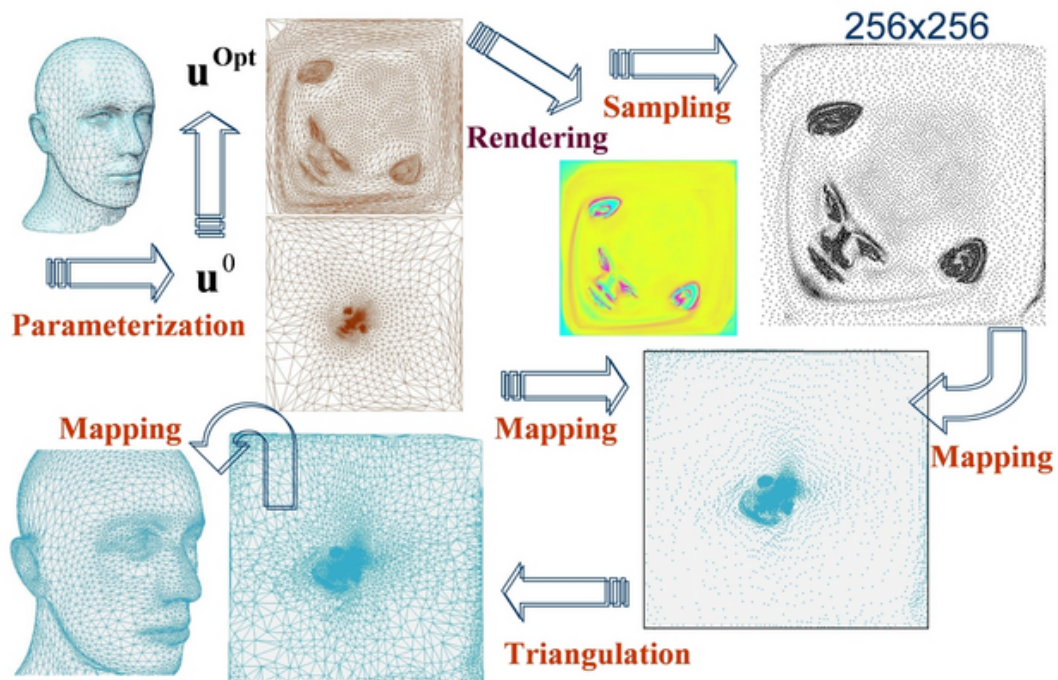 256x256
u^Opt
Sampling
Rendering
u^0
Parameterization
Mapping
Mapping
Mapping
Triangulation